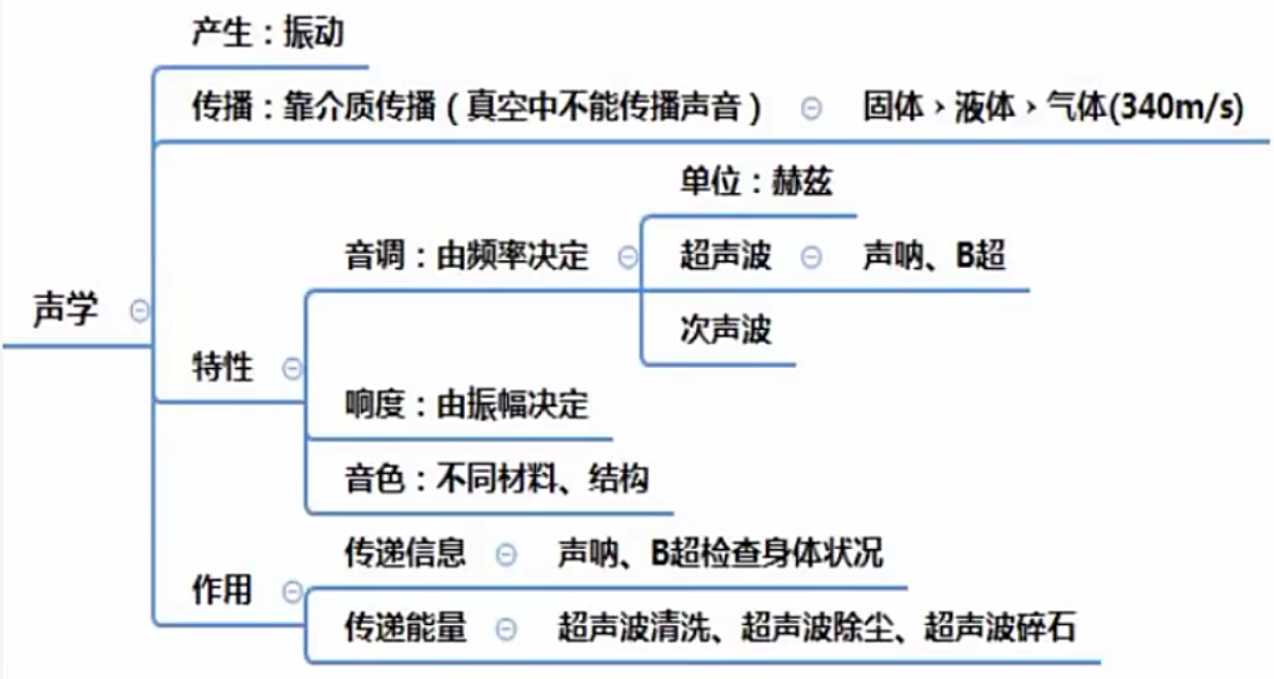 产生：振动
传播：靠介质传播（真空中不能传播声音） 固体 > 液体 > 气体(340m/s)
单位：赫兹
音调：由频率决定 超声波 声呐、B超
声学
次声波
特性
响度：由振幅决定
音色：不同材料、结构
传递信息 声呐、B超检查身体状况
作用
传递能量 超声波清洗、超声波除尘、超声波碎石